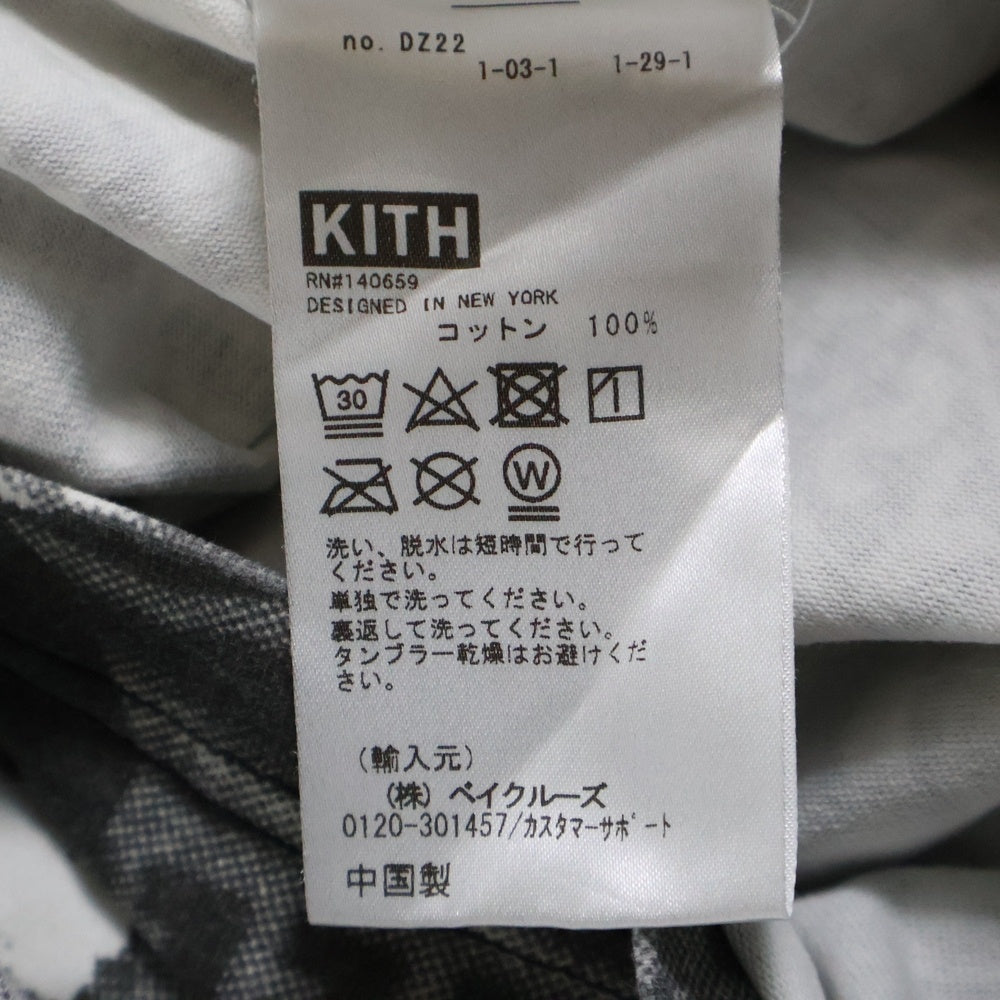 no. DZ22
1-03-1 1-29-1
KITH
RN#140659
DESIGNED IN NEW YORK
コットン 100%
30
W
洗い、脱水は短時間で行って
ください。
単独で洗ってください。
裏返して洗ってください。
タンブラー乾燥はお避けくだ
さい。
(輸入元)
(株) ベイクルーズ
0120-301457/カスタマーサポート
中国製